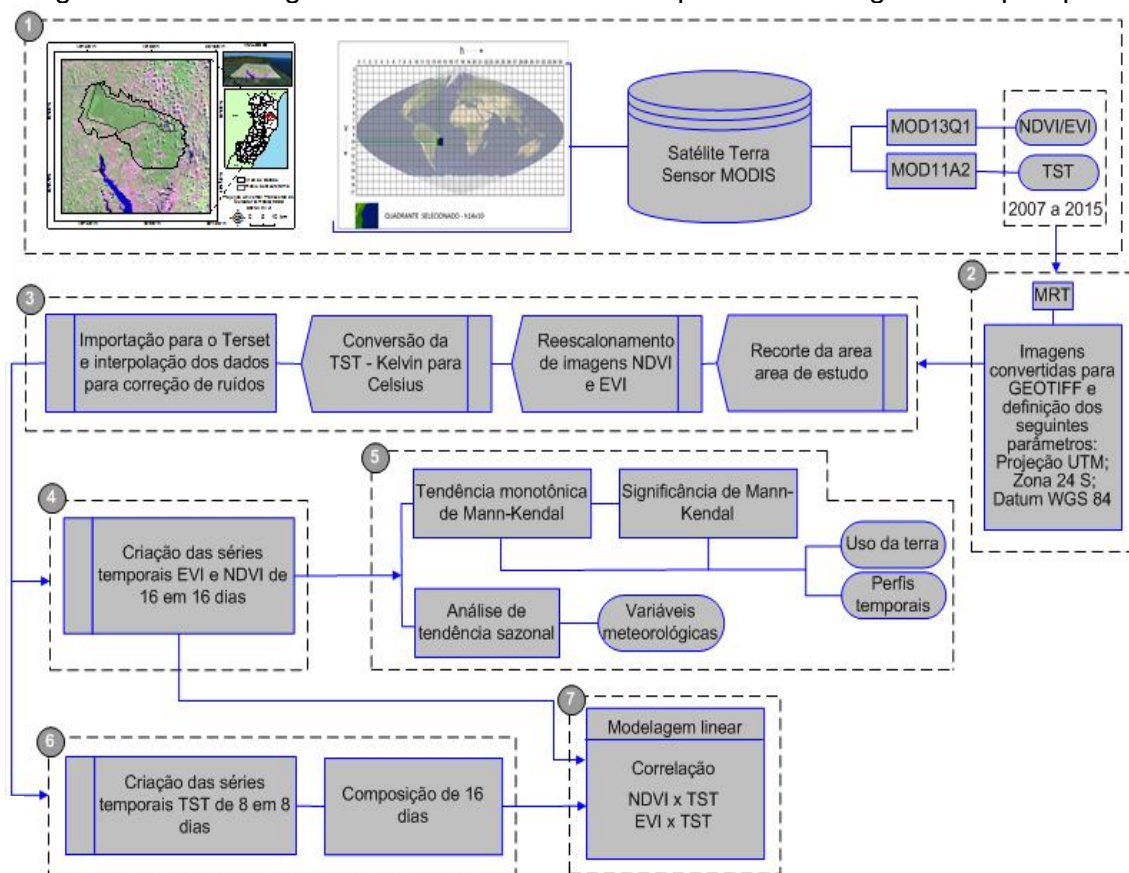 1
h
V
QUADRANTE SELECIONADO - h14v10
Satélite Terra
Sensor MODIS
MOD13Q1
MOD11A2
NDVI/EVI
TST
2007 a 2015
2
MRT
Imagens
convertidas para
GEOTIFF e
definição dos
seguintes
parâmetros:
Projeção UTM;
Zona 24 S;
Datum WGS 84
3
Importação para o Terset
e interpolação dos dados
para correção de ruídos
Conversão da
TST - Kelvin para
Celsius
Reescalonamento
de imagens NDVI
e EVI
Recorte da area
area de estudo
4
Criação das séries
temporais EVI e NDVI de
16 em 16 dias
5
Tendência monotônica
de Mann-Kendal
Significância de Mann-
Kendal
Uso da terra
Perfis
temporais
Análise de
tendência sazonal
Variáveis
meteorológicas
6
Criação das séries
temporais TST de 8 em 8
dias
Composição de 16
dias
7
Modelagem linear
Correlação
NDVI x TST
EVI x TST